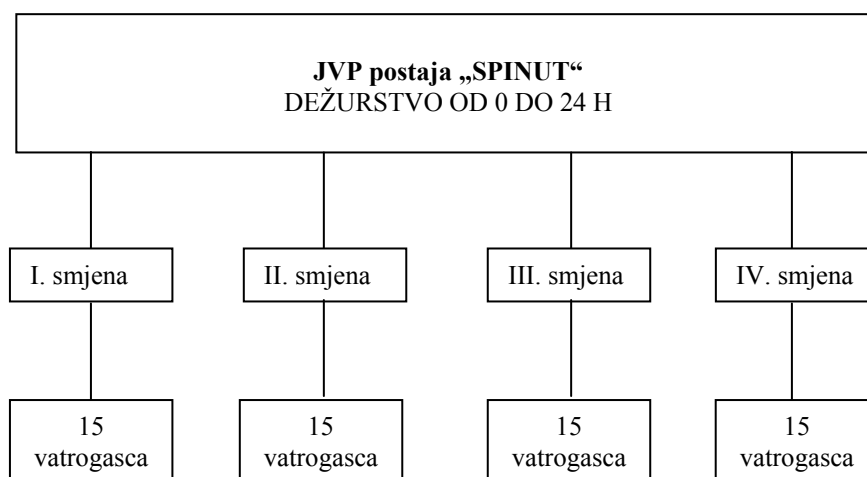 JVP postaja „SPINUT“
DEŽURSTVO OD 0 DO 24 H
I. smjena
II. smjena
III. smjena
IV. smjena
15
vatrogasca
15
vatrogasca
15
vatrogasca
15
vatrogasca